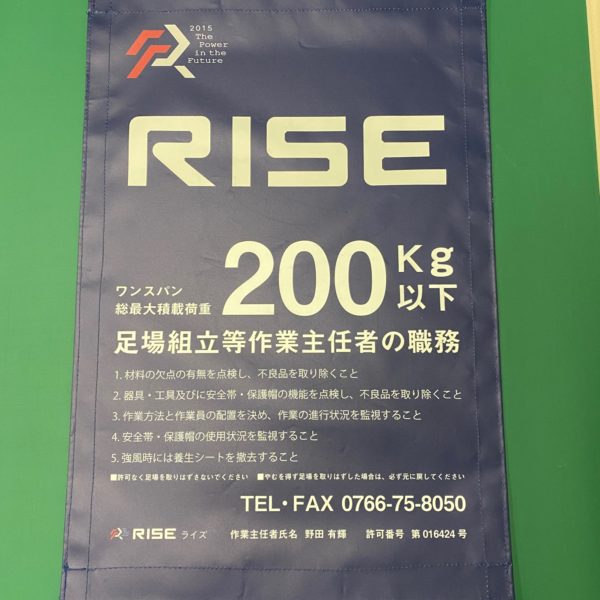 2015
The
Power
in the
Future
RISE
ワンスパン
総最大積載荷重
200 Kg
以下
足場組立等作業主任者の職務
1. 材料の欠点の有無を点検し、不良品を取り除くこと
2. 器具・工具及びに安全帯・保護帽の機能を点検し、不良品を取り除くこと
3. 作業方法と作業員の配置を決め、作業の進行状況を監視すること
4. 安全帯・保護帽の使用状況を監視すること
5. 強風時には養生シートを撤去すること
■許可なく足場を取りはずさないでください ■やむを得ず足場を取りはずした場合は、必ず元に戻してください
TEL・FAX 0766-75-8050
RISE ライズ 作業主任者氏名 野田 有輝 許可番号 第016424号